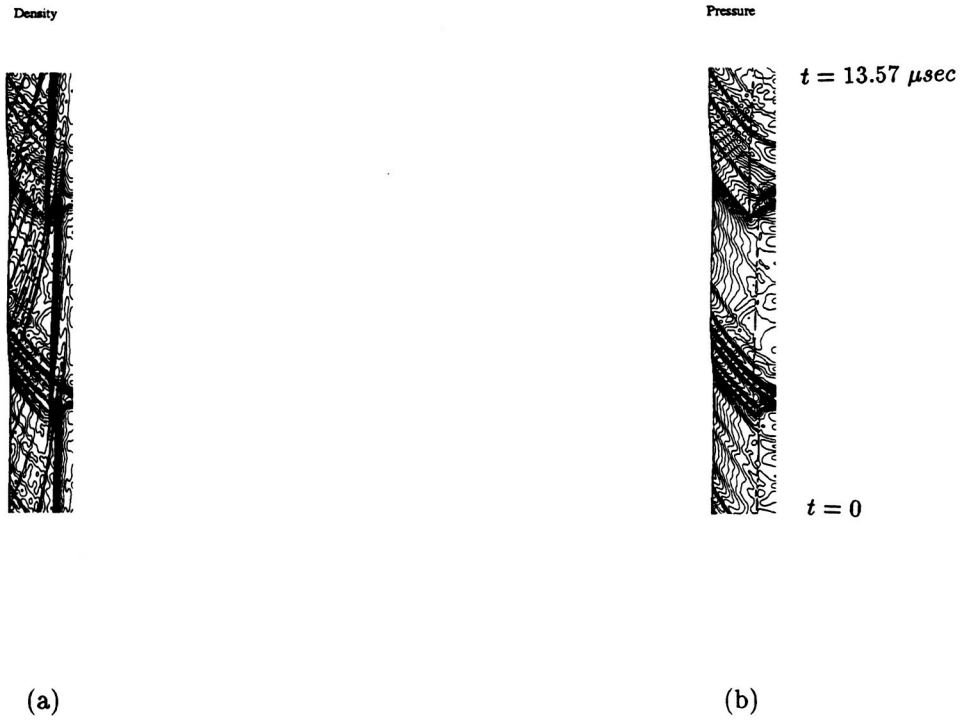 Density
Pressure
t = 13.57 μsec
t = 0
(a)
(b)